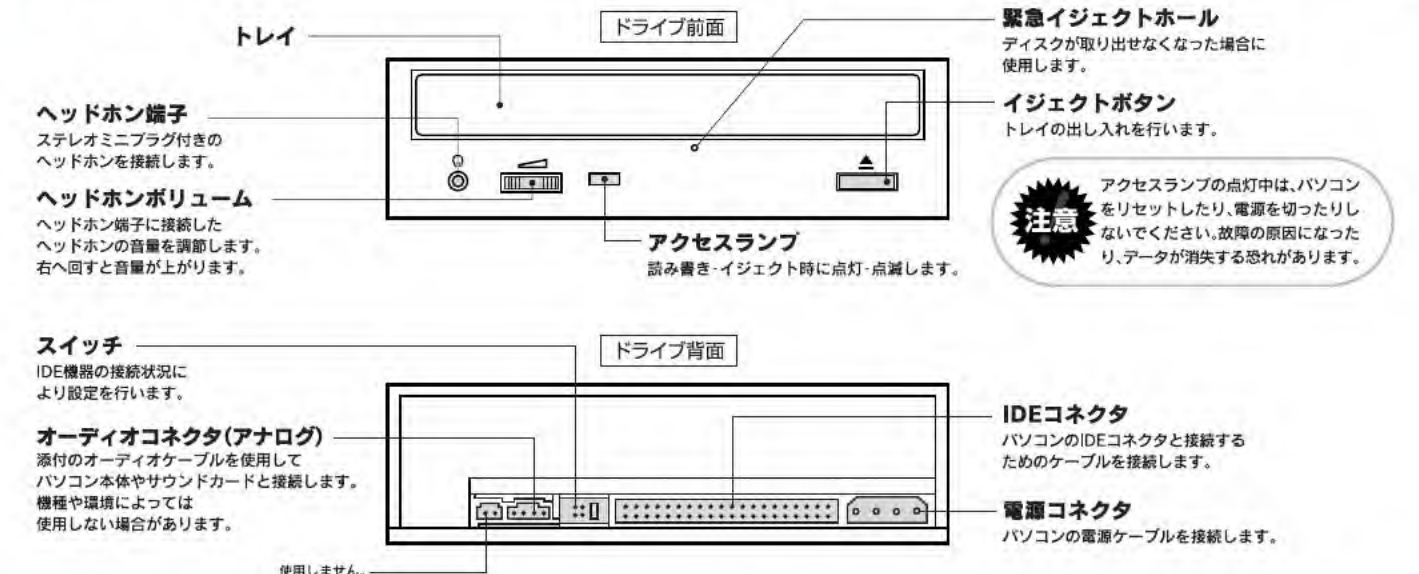 ドライブ前面
トレイ
ヘッドホン端子
ステレオミニプラグ付きの
ヘッドホンを接続します。
ヘッドホンボリューム
ヘッドホン端子に接続した
ヘッドホンの音量を調節します。
右へ回すと音量が上がります。
緊急イジェクトホール
ディスクが取り出せなくなった場合に
使用します。
イジェクトボタン
トレイの出し入れを行います。
アクセスランプ
読み書き・イジェクト時に点灯・点滅します。
注意
アクセスランプの点灯中は、パソコン
をリセットしたり、電源を切ったりし
ないでください。故障の原因になった
り、データが消失する恐れがあります。
ドライブ背面
スイッチ
IDE機器の接続状況に
より設定を行います。
オーディオコネクタ(アナログ)
添付のオーディオケーブルを使用して
パソコン本体やサウンドカードと接続します。
機種や環境によっては
使用しない場合があります。
使用しません。
IDEコネクタ
パソコンのIDEコネクタと接続する
ためのケーブルを接続します。
電源コネクタ
パソコンの電源ケーブルを接続します。